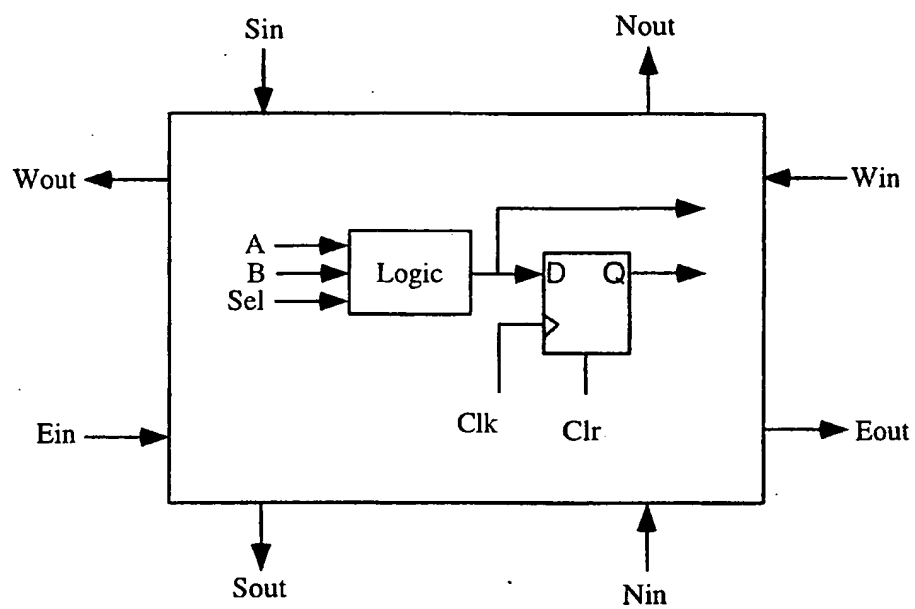 Sin
Nout
Wout
Win
A
B
Sel
Logic
D
Q
Clk
Clr
Ein
Eout
Sout
Nin